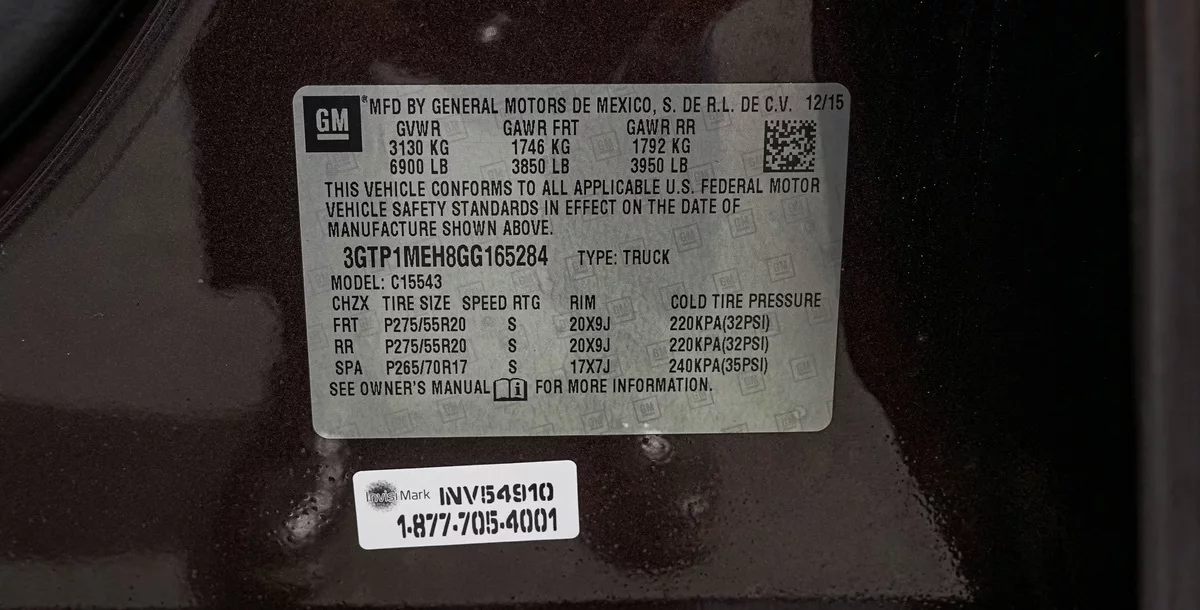 GM
®MFD BY GENERAL MOTORS DE MEXICO, S. DE R.L. DE C.V. 12/15
GVWR GAWR FRT GAWR RR
3130 KG 1746 KG 1792 KG
6900 LB 3850 LB 3950 LB
THIS VEHICLE CONFORMS TO ALL APPLICABLE U.S. FEDERAL MOTOR
VEHICLE SAFETY STANDARDS IN EFFECT ON THE DATE OF
MANUFACTURE SHOWN ABOVE.
3GTP1MEH8GG165284 TYPE: TRUCK
MODEL: C15543
CHZX TIRE SIZE SPEED RTG RIM COLD TIRE PRESSURE
FRT P275/55R20 S 20X9J 220KPA(32PSI)
RR P275/55R20 S 20X9J 220KPA(32PSI)
SPA P265/70R17 S 17X7J 240KPA(35PSI)
SEE OWNER'S MANUAL i FOR MORE INFORMATION.
InvisiMark INV54910
1-877-705-4001